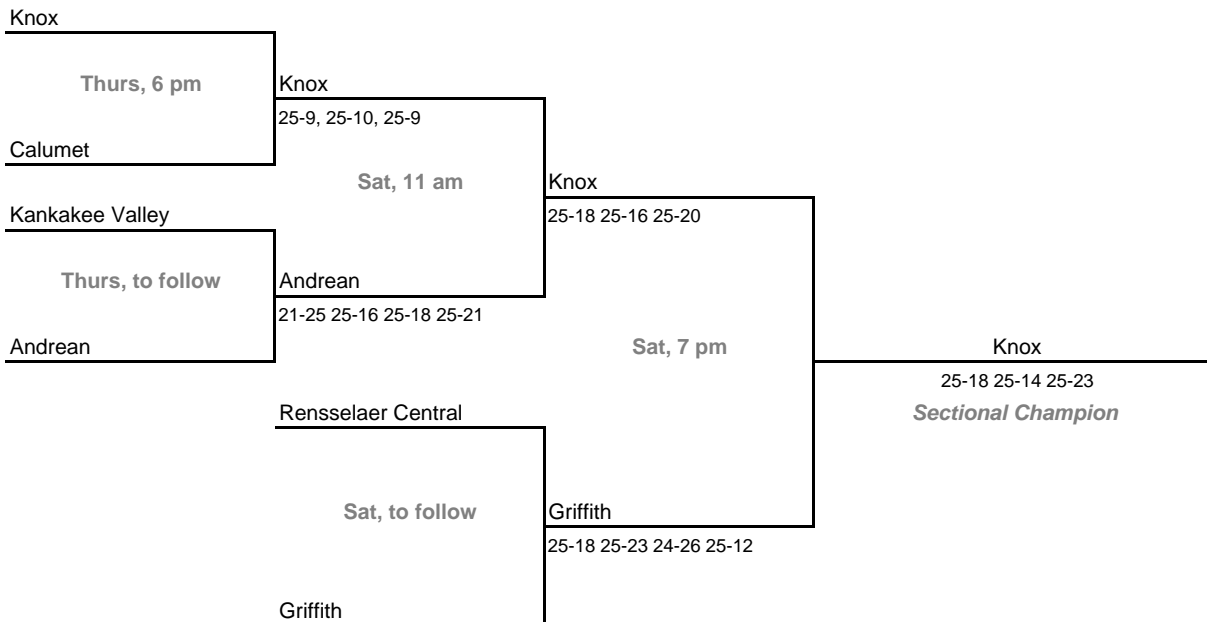 Knox
Thurs, 6 pm
Knox
25-9, 25-10, 25-9
Calumet
Sat, 11 am
Knox
Kankakee Valley
25-18 25-16 25-20
Thurs, to follow
Andrean
21-25 25-16 25-18 25-21
Andrean
Sat, 7 pm
Knox
25-18 25-14 25-23
Rensselaer Central
Sectional Champion
Sat, to follow
Griffith
25-18 25-23 24-26 25-12
Griffith